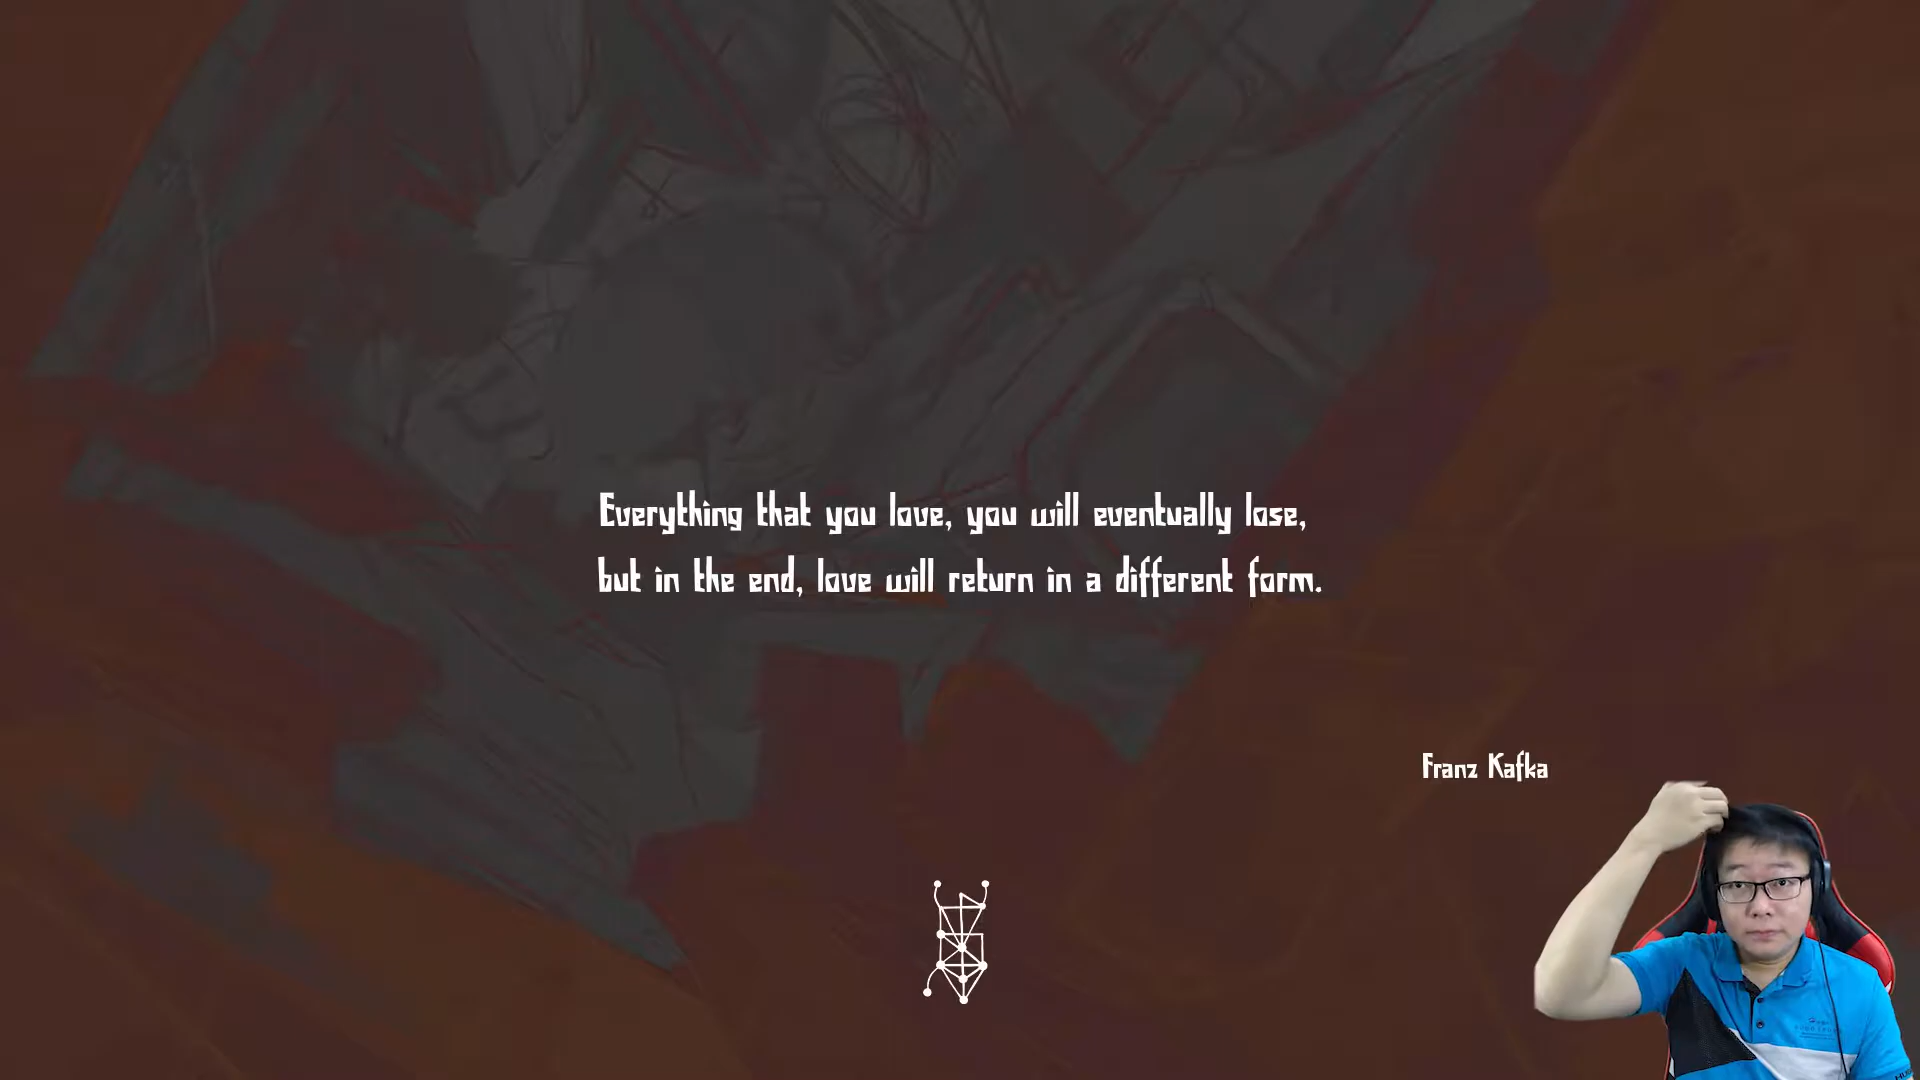 Everything that you love, you will eventually lose,
but in the end, love will return in a different form.
Franz Kafka